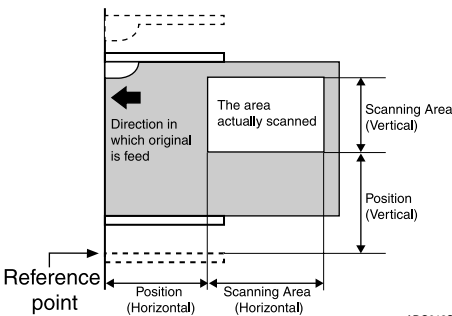 The area
actually scanned
Direction in
which original
is feed
Scanning Area
(Vertical)
Position
(Vertical)
Reference
point
Position
(Horizontal)
Scanning Area
(Horizontal)